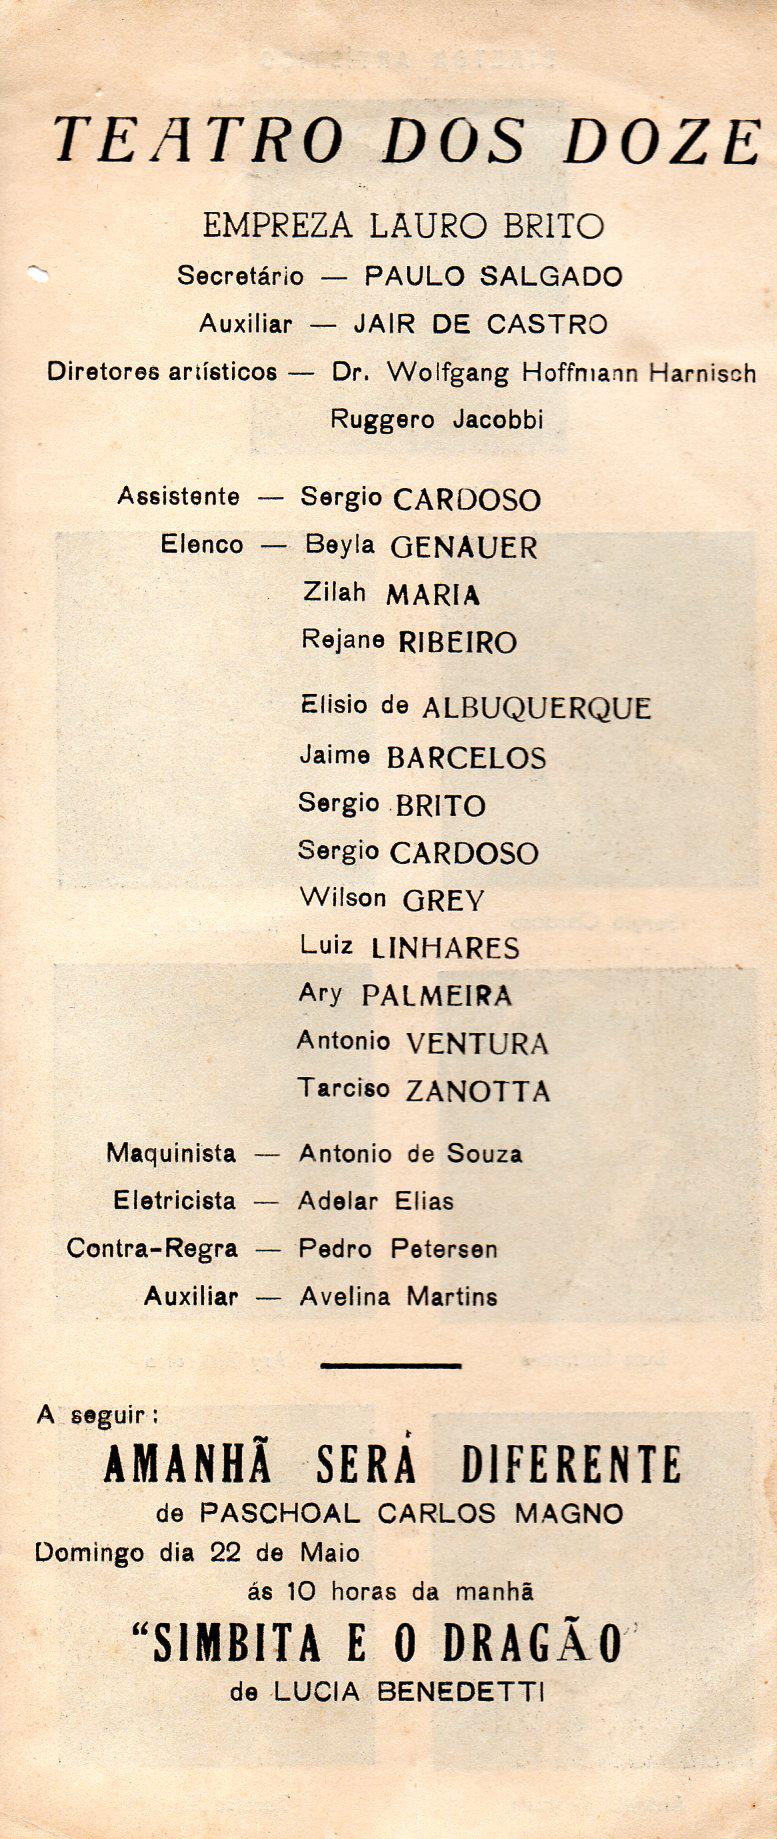 TEATRO DOS DOZE
EMPREZA LAURO BRITO
Secretário — PAULO SALGADO
Auxiliar — JAIR DE CASTRO
Diretores artísticos — Dr. Wolfgang Hoffmann Harnisch
Ruggero Jacobbi
Assistente — Sergio CARDOSO
Elenco — Beyla GENAUER
Zilah MARIA
Rejane RIBEIRO
Elisio de ALBUQUERQUE
Jaime BARCELOS
Sergio BRITO
Sergio CARDOSO
Wilson GREY
Luiz LINHARES
Ary PALMEIRA
Antonio VENTURA
Tarciso ZANOTTA
Maquinista — Antonio de Souza
Eletricista — Adelar Elias
Contra-Regra — Pedro Petersen
Auxiliar — Avelina Martins
A seguir:
AMANHÃ SERÁ DIFERENTE
de PASCHOAL CARLOS MAGNO
Domingo dia 22 de Maio
ás 10 horas da manhã
"SIMBITA E O DRAGÃO"
de LUCIA BENEDETTI